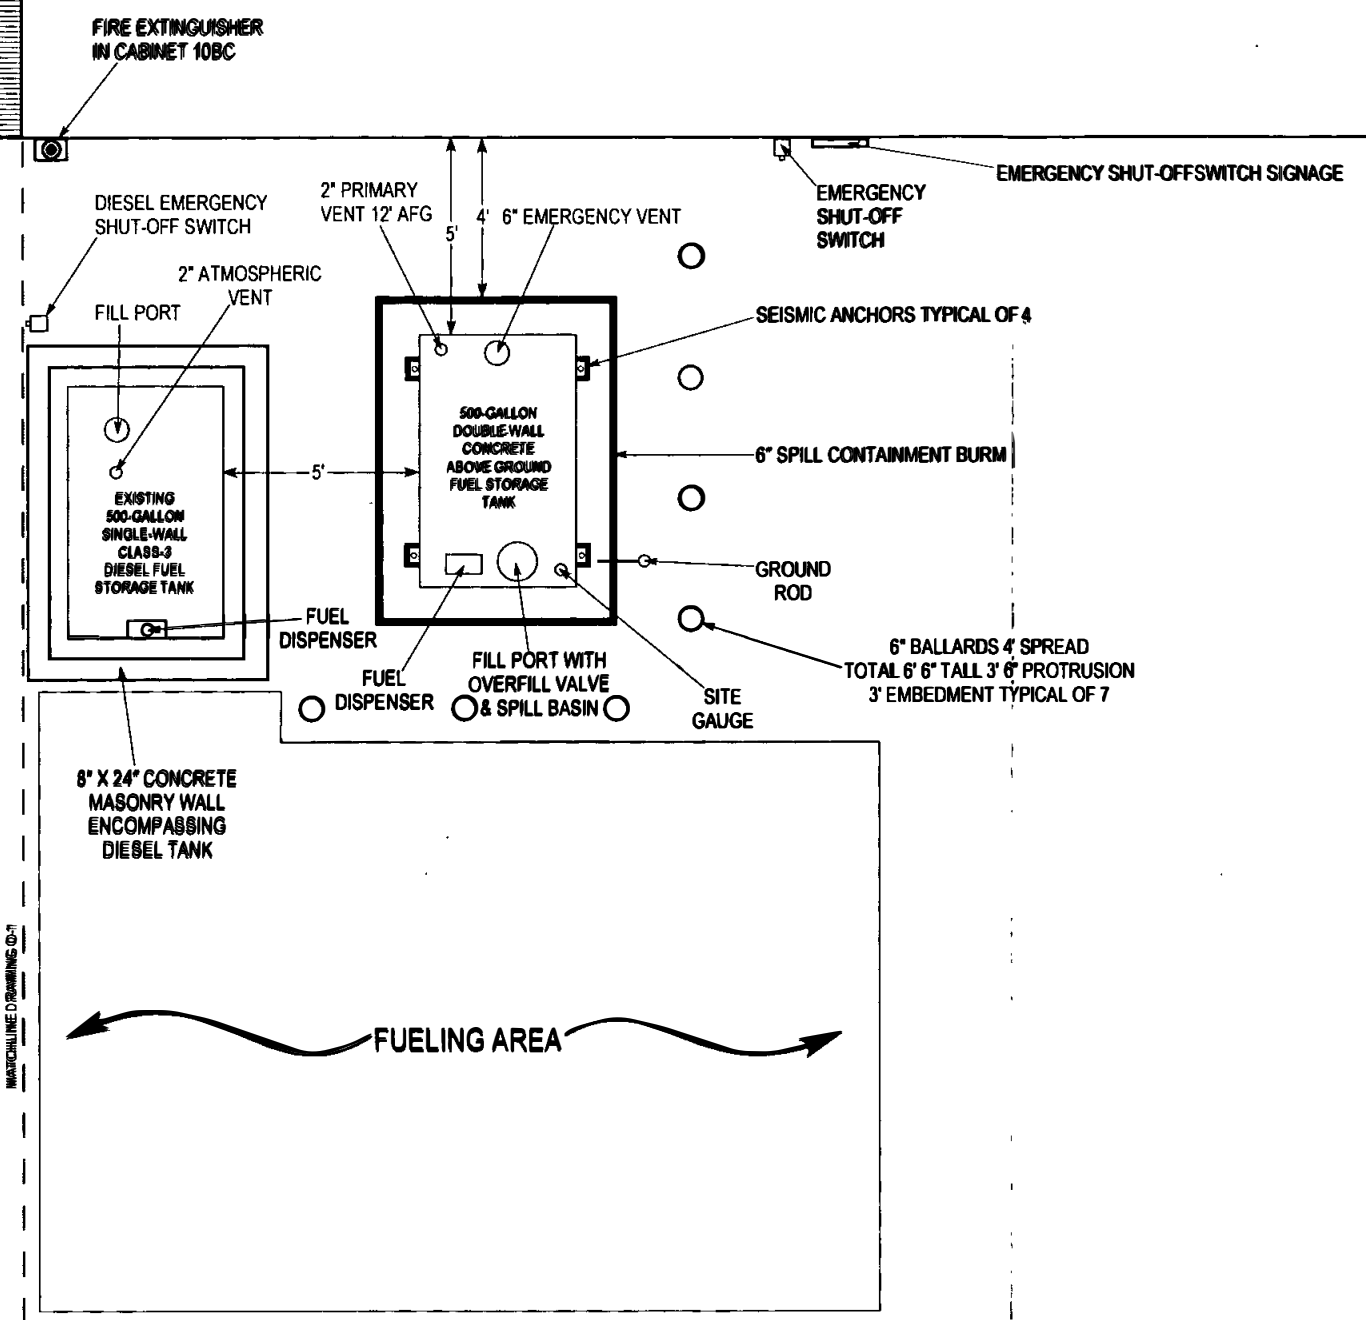 FIRE EXTINGUISHER
IN CABINET 10BC
EMERGENCY SHUT-OFFSWITCH SIGNAGE
EMERGENCY
SHUT-OFF
SWITCH
DIESEL EMERGENCY
SHUT-OFF SWITCH
2" PRIMARY
VENT 12' AFG
5'
4'
6" EMERGENCY VENT
2" ATMOSPHERIC
VENT
FILL PORT
SEISMIC ANCHORS TYPICAL OF 4
500-GALLON
DOUBLE-WALL
CONCRETE
ABOVE GROUND
FUEL STORAGE
TANK
6" SPILL CONTAINMENT BURM
5'
EXISTING
500-GALLON
SINGLE-WALL
CLASS-3
DIESEL FUEL
STORAGE TANK
GROUND
ROD
FUEL
DISPENSER
6" BALLARDS 4' SPREAD
TOTAL 6' 6" TALL 3' 6" PROTRUSION
3' EMBEDMENT TYPICAL OF 7
FUEL
DISPENSER
FILL PORT WITH
OVERFILL VALVE
& SPILL BASIN
SITE
GAUGE
8" X 24" CONCRETE
MASONRY WALL
ENCOMPASSING
DIESEL TANK
MATCHLINE DRAWING
FUELING AREA